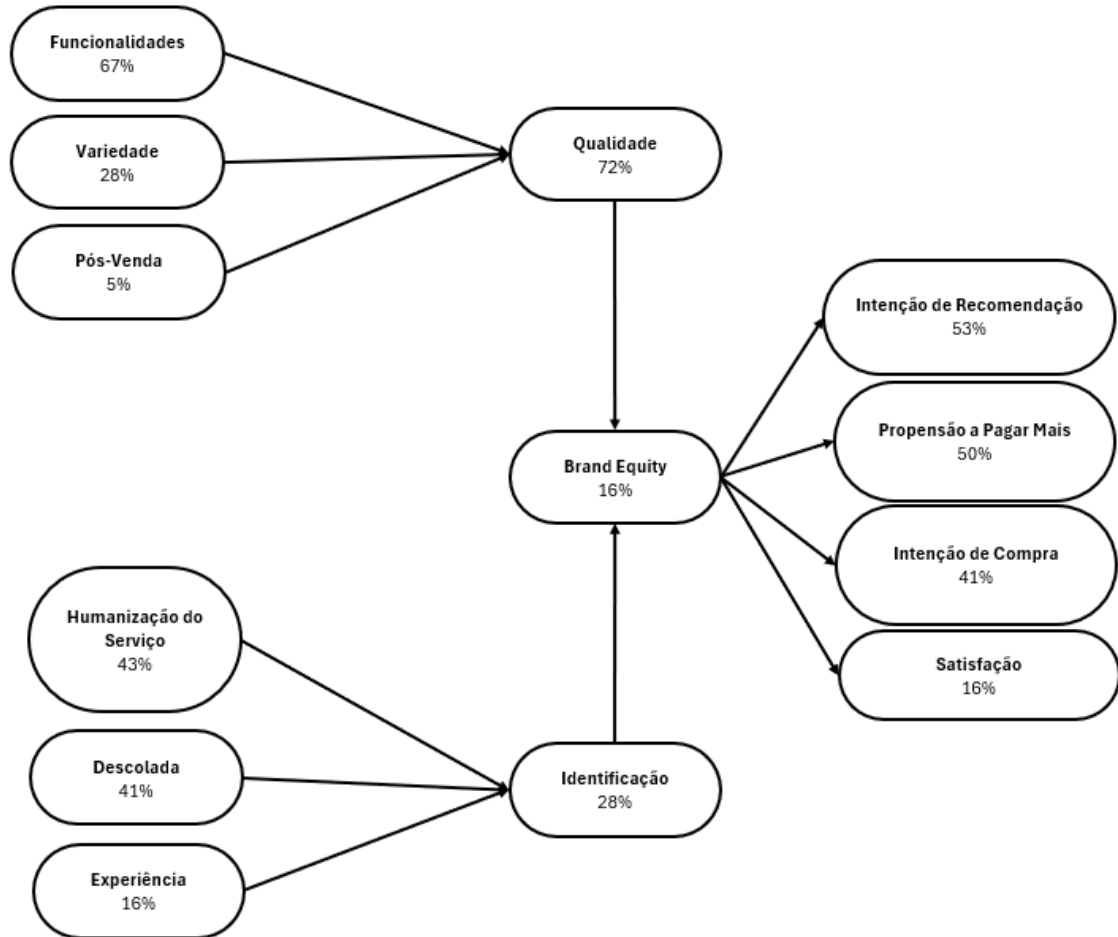 Funcionalidades
67%
Variedade
28%
Pós-Venda
5%
Qualidade
72%
Intenção de Recomendação
53%
Propensão a Pagar Mais
50%
Brand Equity
16%
Intenção de Compra
41%
Satisfação
16%
Humanização do
Serviço
43%
Descolada
41%
Experiência
16%
Identificação
28%